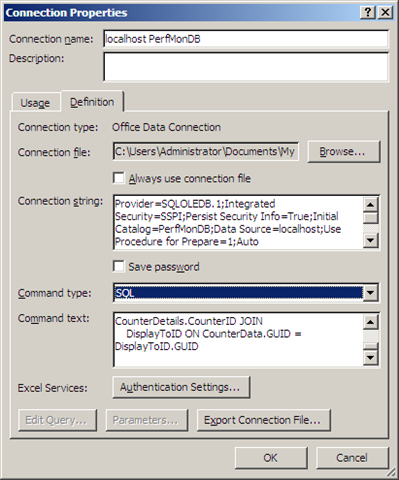 Connection Properties
Connection name: localhost PerfMonDB
Description:
Usage Definition
Connection type: Office Data Connection
Connection file: C:\Users\Administrator\Documents\My Browse...
Always use connection file
Connection string: Provider=SQLOLEDB.1;Integrated
Security=SSPI;Persist Security Info=True;Initial
Catalog=PerfMonDB;Data Source=localhost;Use
Procedure for Prepare=1;Auto
Save password
Command type: SQL
Command text: CounterDetails.CounterID JOIN
DisplayToID ON CounterData.GUID =
DisplayToID.GUID
Excel Services: Authentication Settings...
Edit Query... Parameters... Export Connection File...
OK Cancel